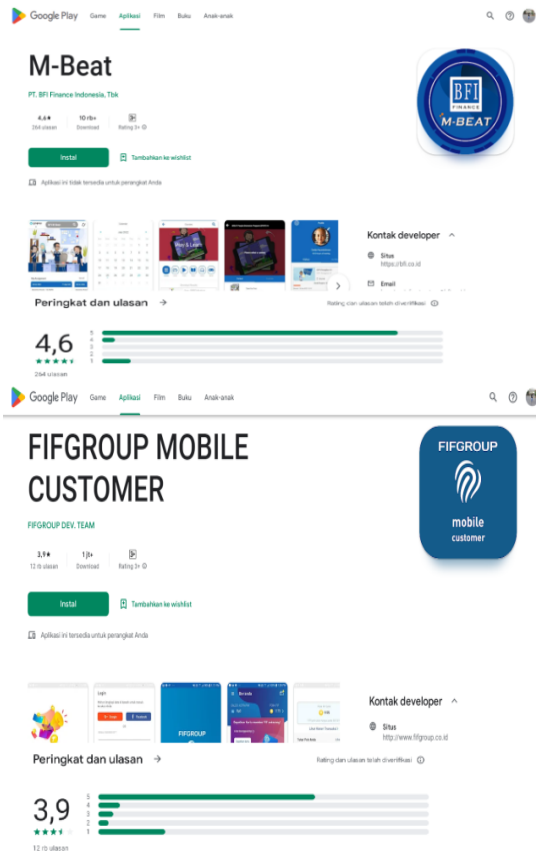 Google Play Game Aplikasi Film Buku Anak-anak
M-Beat
PT. BFI Finance Indonesia, Tbk
4,6★ 10 rb+
264 ulasan Download Rating 3+
Instal Tambahkan ke wishlist
Aplikasi ini tidak tersedia untuk perangkat Anda
BFI
FINANCE
M-BEAT
Play & Learn
Kontak developer
Situs
https://bfi.co.id
Email
Peringkat dan ulasan
Rating dan ulasan telah diverifikasi
4,6
5
4
3
2
1
264 ulasan
Google Play Game Aplikasi Film Buku Anak-anak
FIFGROUP MOBILE
CUSTOMER
FIFGROUP DEV. TEAM
3,9★ 1 jt+
12 rb ulasan Download Rating 3+
Instal Tambahkan ke wishlist
Aplikasi ini tersedia untuk perangkat Anda
FIFGROUP
mobile
customer
Login
FIFGROUP
Beranda
Kontak developer
Situs
http://www.fifgroup.co.id
Peringkat dan ulasan
Rating dan ulasan telah diverifikasi
3,9
5
4
3
2
1
12 rb ulasan